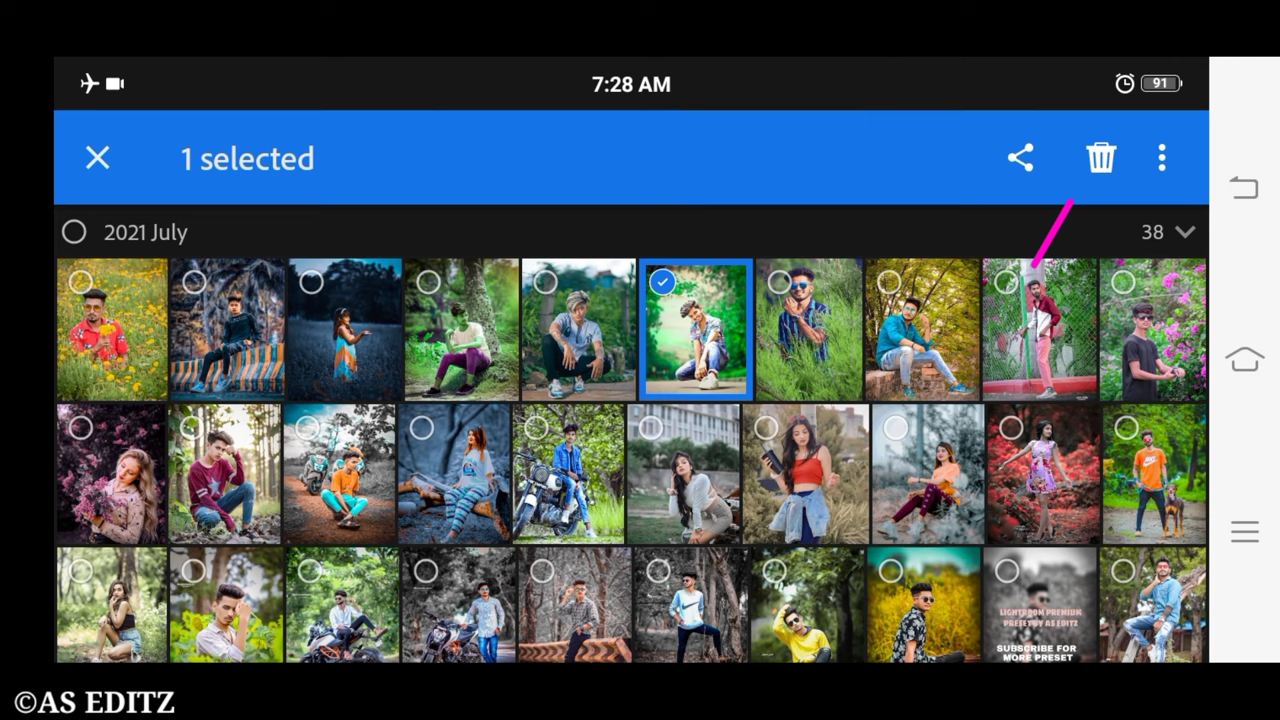 7:28 AM
91
1 selected
2021 July
38
LIGHTROOM PREMIUM
PRESET BY AS EDITZ
SUBSCRIBE FOR
MORE PRESET
©AS EDITZ